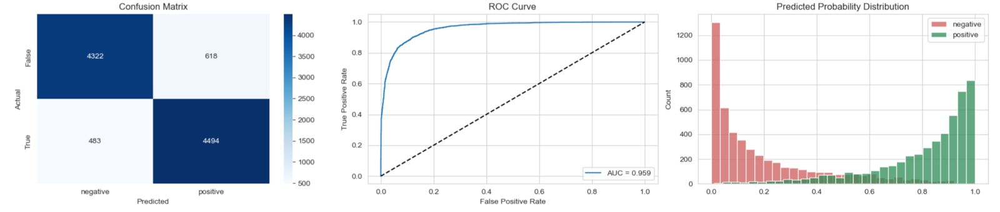 Confusion Matrix
Actual
False
True
4322
618
483
4494
negative
positive
Predicted
4000
3500
3000
2500
2000
1500
1000
500
ROC Curve
True Positive Rate
1.0
0.8
0.6
0.4
0.2
0.0
AUC = 0.959
0.0
0.2
0.4
0.6
0.8
1.0
False Positive Rate
Predicted Probability Distribution
Count
1200
1000
800
600
400
200
0
negative
positive
0.0
0.2
0.4
0.6
0.8
1.0